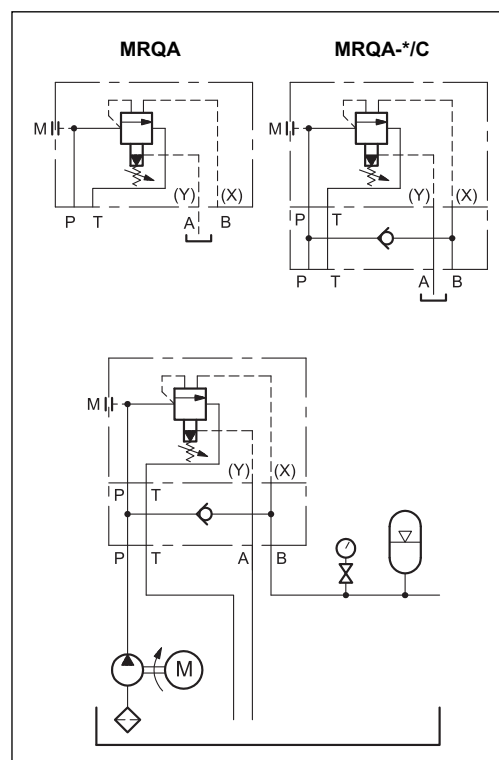 MRQA
MRQA-*/C
M
(Y) (X)
P T A B
M
(Y) (X)
P T
P T A B
M
(Y) (X)
P T
P T A B
M